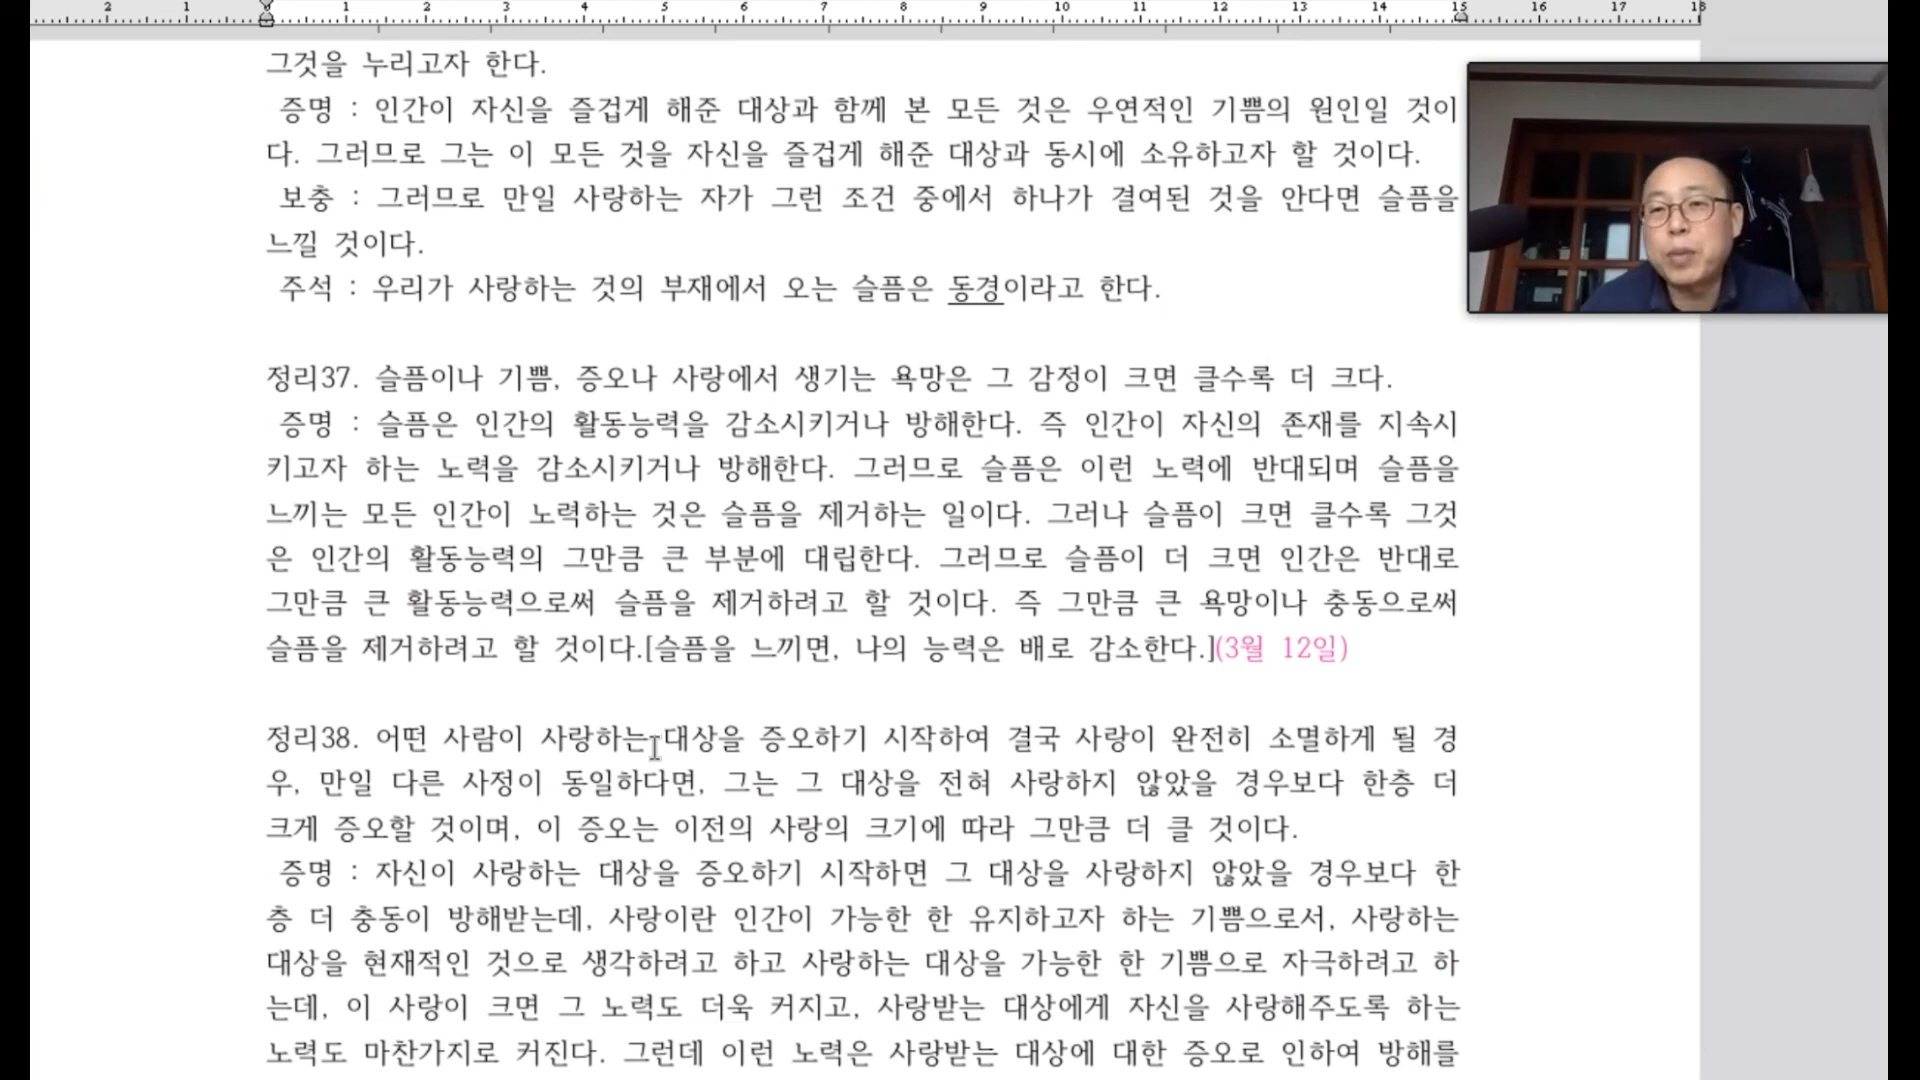 2 1 1 2 3 4 5 6 7 8 9 10 11 12 13 14 15 16 17 18
그것을 누리고자 한다.
증명 : 인간이 자신을 즐겁게 해준 대상과 함께 본 모든 것은 우연적인 기쁨의 원인일 것이
다. 그러므로 그는 이 모든 것을 자신을 즐겁게 해준 대상과 동시에 소유하고자 할 것이다.
보충 : 그러므로 만일 사랑하는 자가 그런 조건 중에서 하나가 결여된 것을 안다면 슬픔을
느낄 것이다.
주석 : 우리가 사랑하는 것의 부재에서 오는 슬픔은 동경이라고 한다.
정리37. 슬픔이나 기쁨, 증오나 사랑에서 생기는 욕망은 그 감정이 크면 클수록 더 크다.
증명 : 슬픔은 인간의 활동능력을 감소시키거나 방해한다. 즉 인간이 자신의 존재를 지속시
키고자 하는 노력을 감소시키거나 방해한다. 그러므로 슬픔은 이런 노력에 반대되며 슬픔을
느끼는 모든 인간이 노력하는 것은 슬픔을 제거하는 일이다. 그러나 슬픔이 크면 클수록 그것
은 인간의 활동능력의 그만큼 큰 부분에 대립한다. 그러므로 슬픔이 더 크면 인간은 반대로
그만큼 큰 활동능력으로써 슬픔을 제거하려고 할 것이다. 즉 그만큼 큰 욕망이나 충동으로써
슬픔을 제거하려고 할 것이다.[슬픔을 느끼면, 나의 능력은 배로 감소한다.](3월 12일)
정리38. 어떤 사람이 사랑하는 대상을 증오하기 시작하여 결국 사랑이 완전히 소멸하게 될 경
우, 만일 다른 사정이 동일하다면, 그는 그 대상을 전혀 사랑하지 않았을 경우보다 한층 더
크게 증오할 것이며, 이 증오는 이전의 사랑의 크기에 따라 그만큼 더 클 것이다.
증명 : 자신이 사랑하는 대상을 증오하기 시작하면 그 대상을 사랑하지 않았을 경우보다 한
층 더 충동이 방해받는데, 사랑이란 인간이 가능한 한 유지하고자 하는 기쁨으로서, 사랑하는
대상을 현재적인 것으로 생각하려고 하고 사랑하는 대상을 가능한 한 기쁨으로 자극하려고 하
는데, 이 사랑이 크면 그 노력도 더욱 커지고, 사랑받는 대상에게 자신을 사랑해주도록 하는
노력도 마찬가지로 커진다. 그런데 이런 노력은 사랑받는 대상에 대한 증오로 인하여 방해를